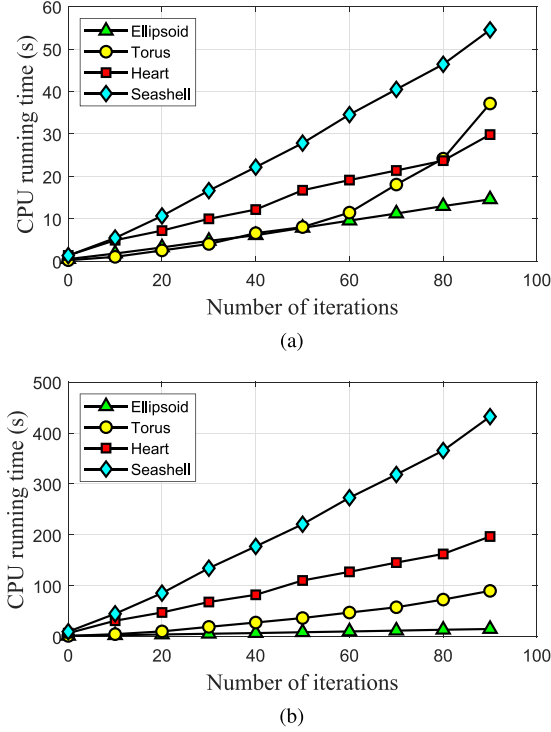 60
50
40
30
20
10
0
CPU running time (s)
Ellipsoid
Torus
Heart
Seashell
0 20 40 60 80 100
Number of iterations
(a)
500
400
300
200
100
0
CPU running time (s)
Ellipsoid
Torus
Heart
Seashell
0 20 40 60 80 100
Number of iterations
(b)